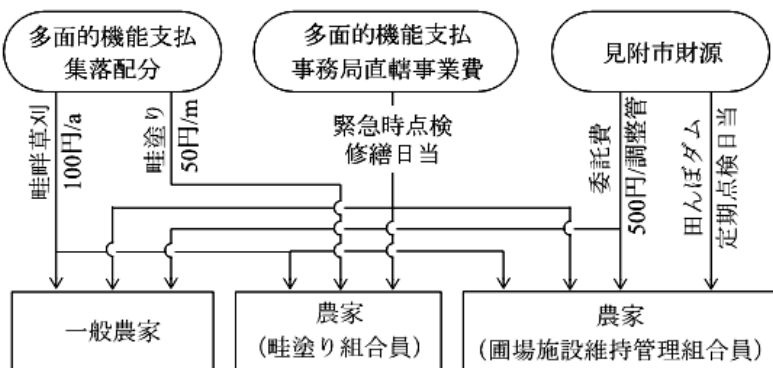 多面的機能支払
集落配分
多面的機能支払
事務局直轄事業費
見附市財源
畦畔草刈
100円/a
畦塗り
50円/m
緊急時点検
修繕日当
委託費
500円/調整管
田んぼダム
定期点検日当
一般農家
農家
(畦塗り組合員)
農家
(圃場施設維持管理組合員)